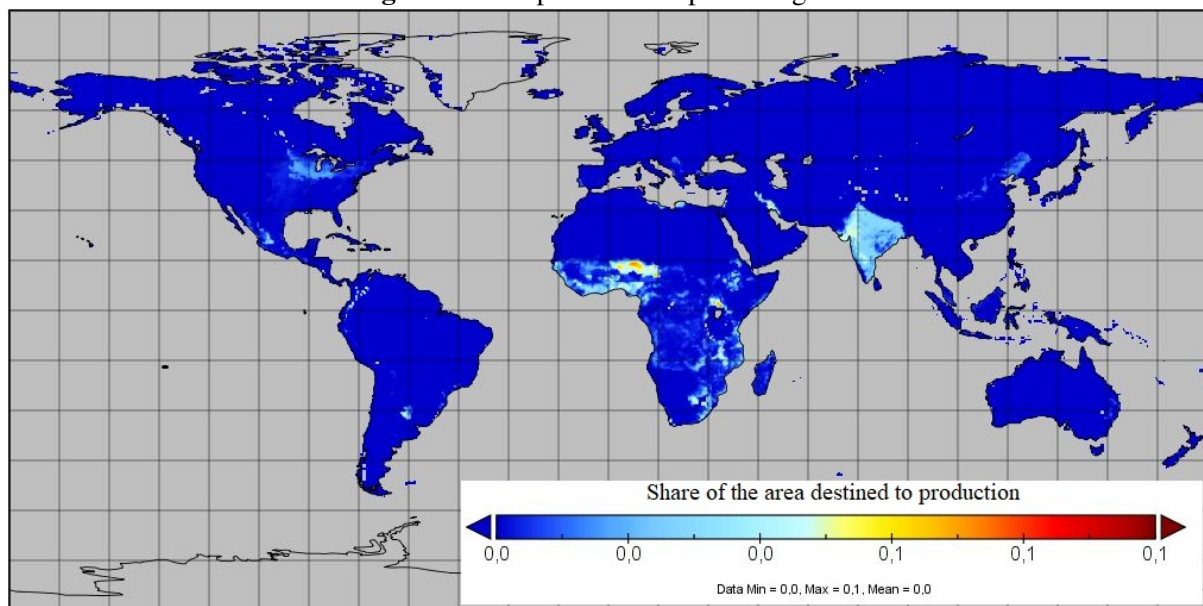 Share of the area destined to production
0,0 0,0 0,0 0,1 0,1 0,1
Data Min = 0,0, Max = 0,1, Mean = 0,0